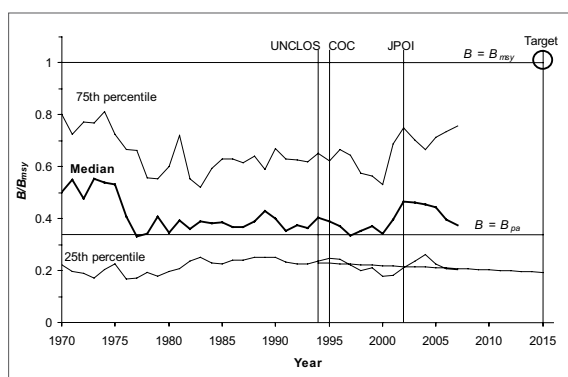 Target
UNCLOS COC JPOI B = Bmsy
1
75th percentile
0.8
B/Bmsy
0.6
Median
0.4
B = Bpa
25th percentile
0.2
0
1970 1975 1980 1985 1990 1995 2000 2005 2010 2015
Year